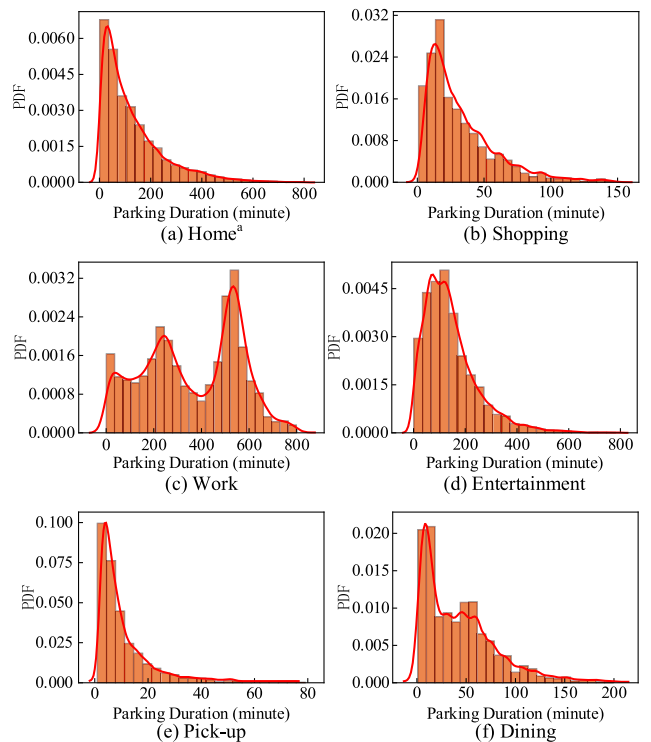 PDF
0.0060
0.0045
0.0030
0.0015
0.0000
0 200 400 600 800
Parking Duration (minute)
(a) Homeᵃ
PDF
0.032
0.024
0.016
0.008
0.000
0 50 100 150
Parking Duration (minute)
(b) Shopping
PDF
0.0032
0.0024
0.0016
0.0008
0.0000
0 200 400 600 800
Parking Duration (minute)
(c) Work
PDF
0.0045
0.0030
0.0015
0.0000
0 200 400 600 800
Parking Duration (minute)
(d) Entertainment
PDF
0.100
0.075
0.050
0.025
0.000
0 20 40 60 80
Parking Duration (minute)
(e) Pick-up
PDF
0.020
0.015
0.010
0.005
0.000
0 50 100 150 200
Parking Duration (minute)
(f) Dining